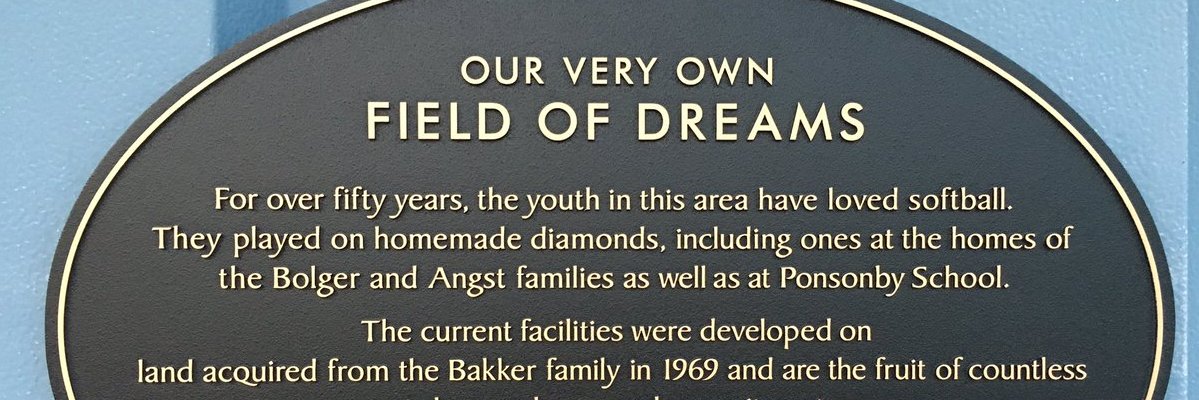 OUR VERY OWN
FIELD OF DREAMS
For over fifty years, the youth in this area have loved softball.
They played on homemade diamonds, including ones at the homes of
the Bolger and Angst families as well as at Ponsonby School.
The current facilities were developed on
land acquired from the Bakker family in 1969 and are the fruit of countless